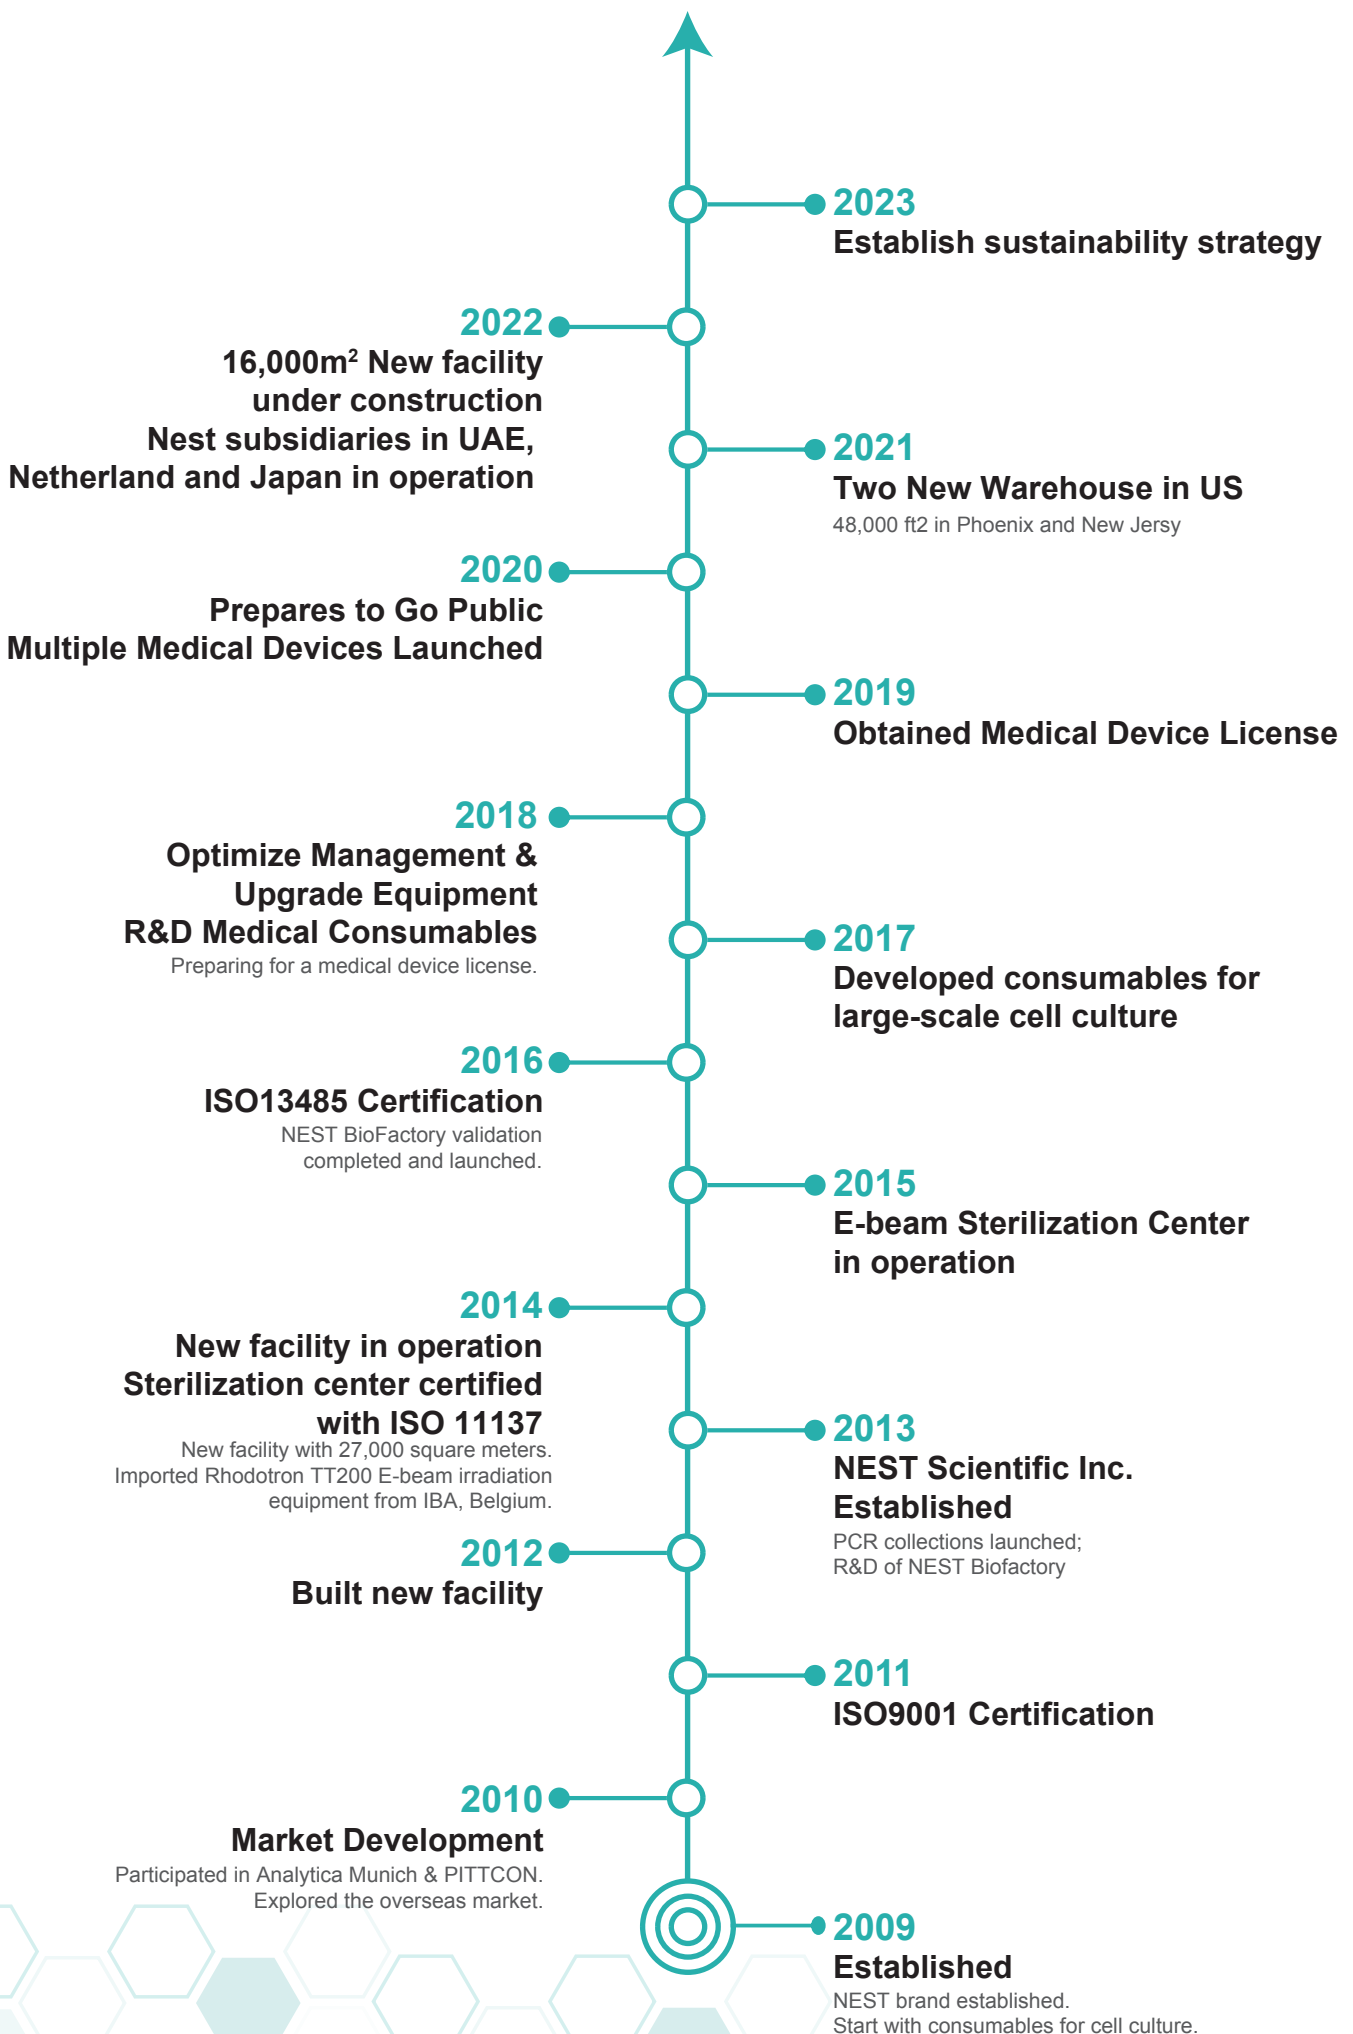 2023
Establish sustainability strategy
2022
16,000m² New facility
under construction
Nest subsidiaries in UAE,
Netherland and Japan in operation
2021
Two New Warehouse in US
48,000 ft2 in Phoenix and New Jersy
2020
Prepares to Go Public
Multiple Medical Devices Launched
2019
Obtained Medical Device License
2018
Optimize Management &
Upgrade Equipment
R&D Medical Consumables
Preparing for a medical device license.
2017
Developed consumables for
large-scale cell culture
2016
ISO13485 Certification
NEST BioFactory validation
completed and launched.
2015
E-beam Sterilization Center
in operation
2014
New facility in operation
Sterilization center certified
with ISO 11137
New facility with 27,000 square meters.
Imported Rhodotron TT200 E-beam irradiation
equipment from IBA, Belgium.
2013
NEST Scientific Inc.
Established
PCR collections launched;
R&D of NEST Biofactory
2012
Built new facility
2011
ISO9001 Certification
2010
Market Development
Participated in Analytica Munich & PITTCON.
Explored the overseas market.
2009
Established
NEST brand established.
Start with consumables for cell culture.